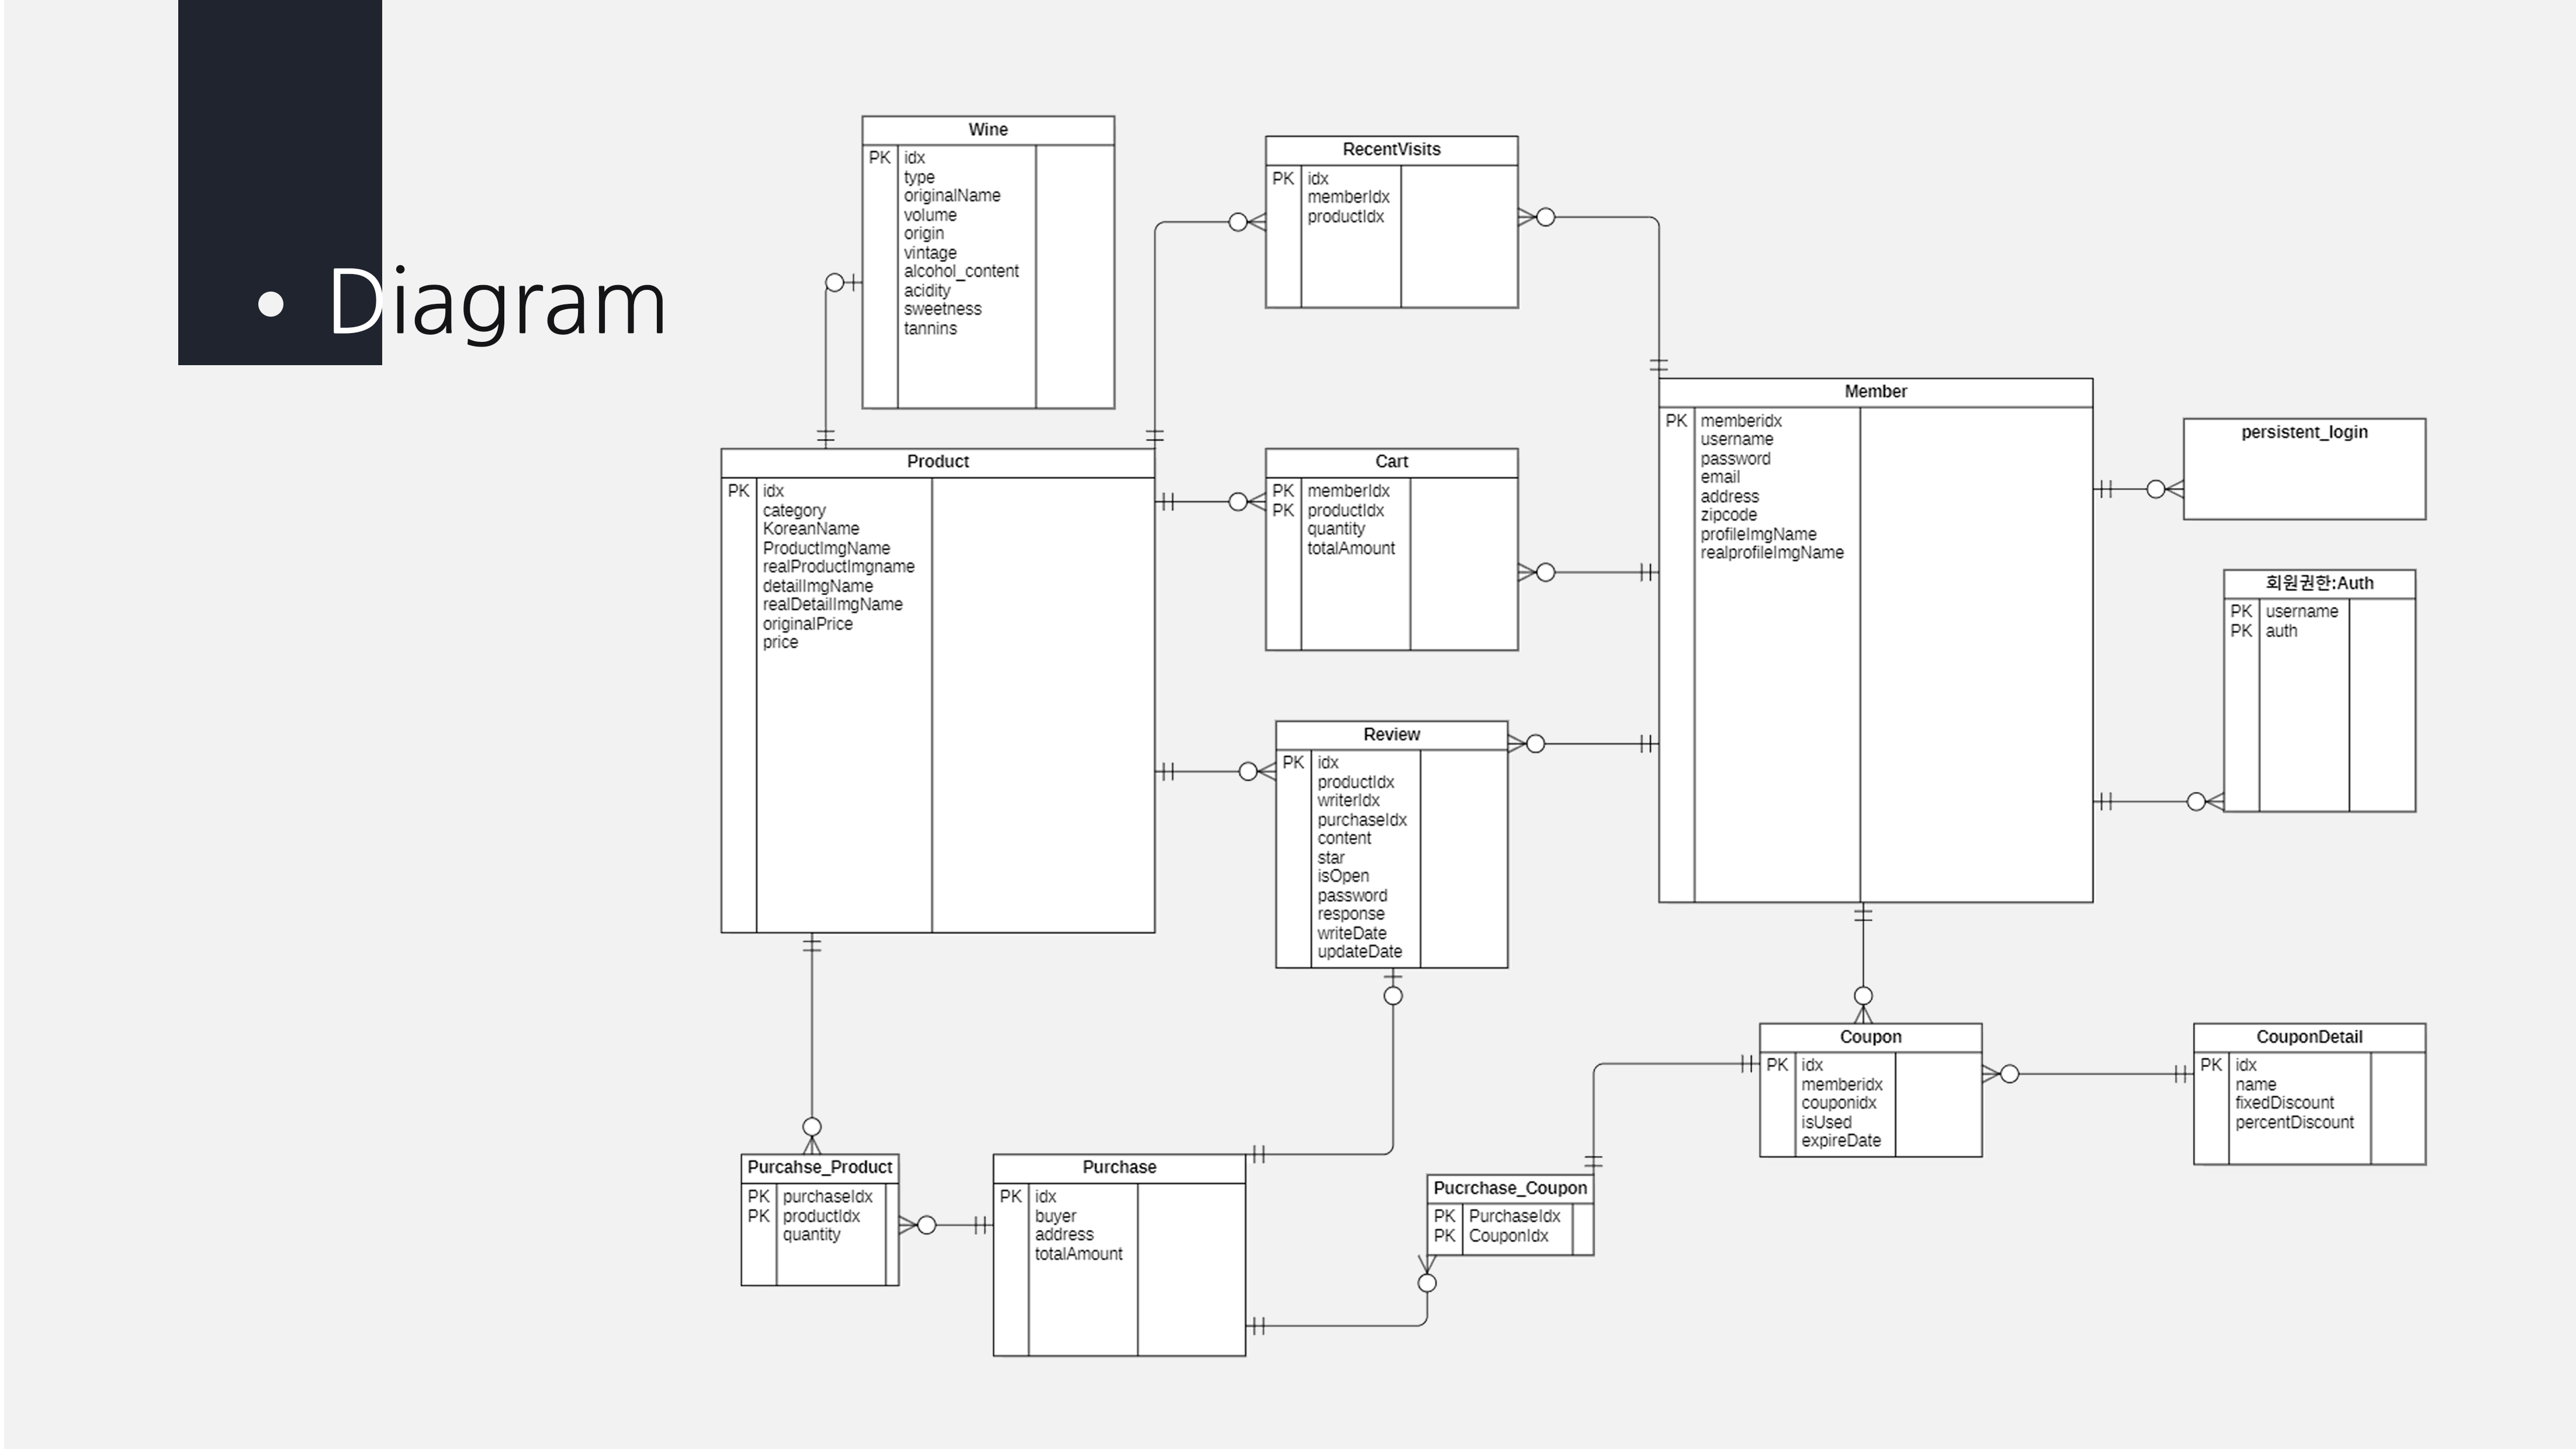 • Diagram
Wine
PK idx
type
originalName
volume
origin
vintage
alcohol_content
acidity
sweetness
tannins
RecentVisits
PK idx
memberIdx
productIdx
Product
PK idx
category
KoreanName
ProductImgName
realProductImgname
detailImgName
realDetailImgName
originalPrice
price
Cart
PK memberIdx
PK productIdx
quantity
totalAmount
Member
PK memberidx
username
password
email
address
zipcode
profileImgName
realprofileImgName
persistent_login
회원권한:Auth
PK username
PK auth
Review
PK idx
productIdx
writerIdx
purchaseIdx
content
star
isOpen
password
response
writeDate
updateDate
Coupon
PK idx
memberidx
couponidx
isUsed
expireDate
CouponDetail
PK idx
name
fixedDiscount
percentDiscount
Purcahse_Product
PK purchaseIdx
PK productIdx
quantity
Purchase
PK idx
buyer
address
totalAmount
Pucrchase_Coupon
PK PurchaseIdx
PK CouponIdx